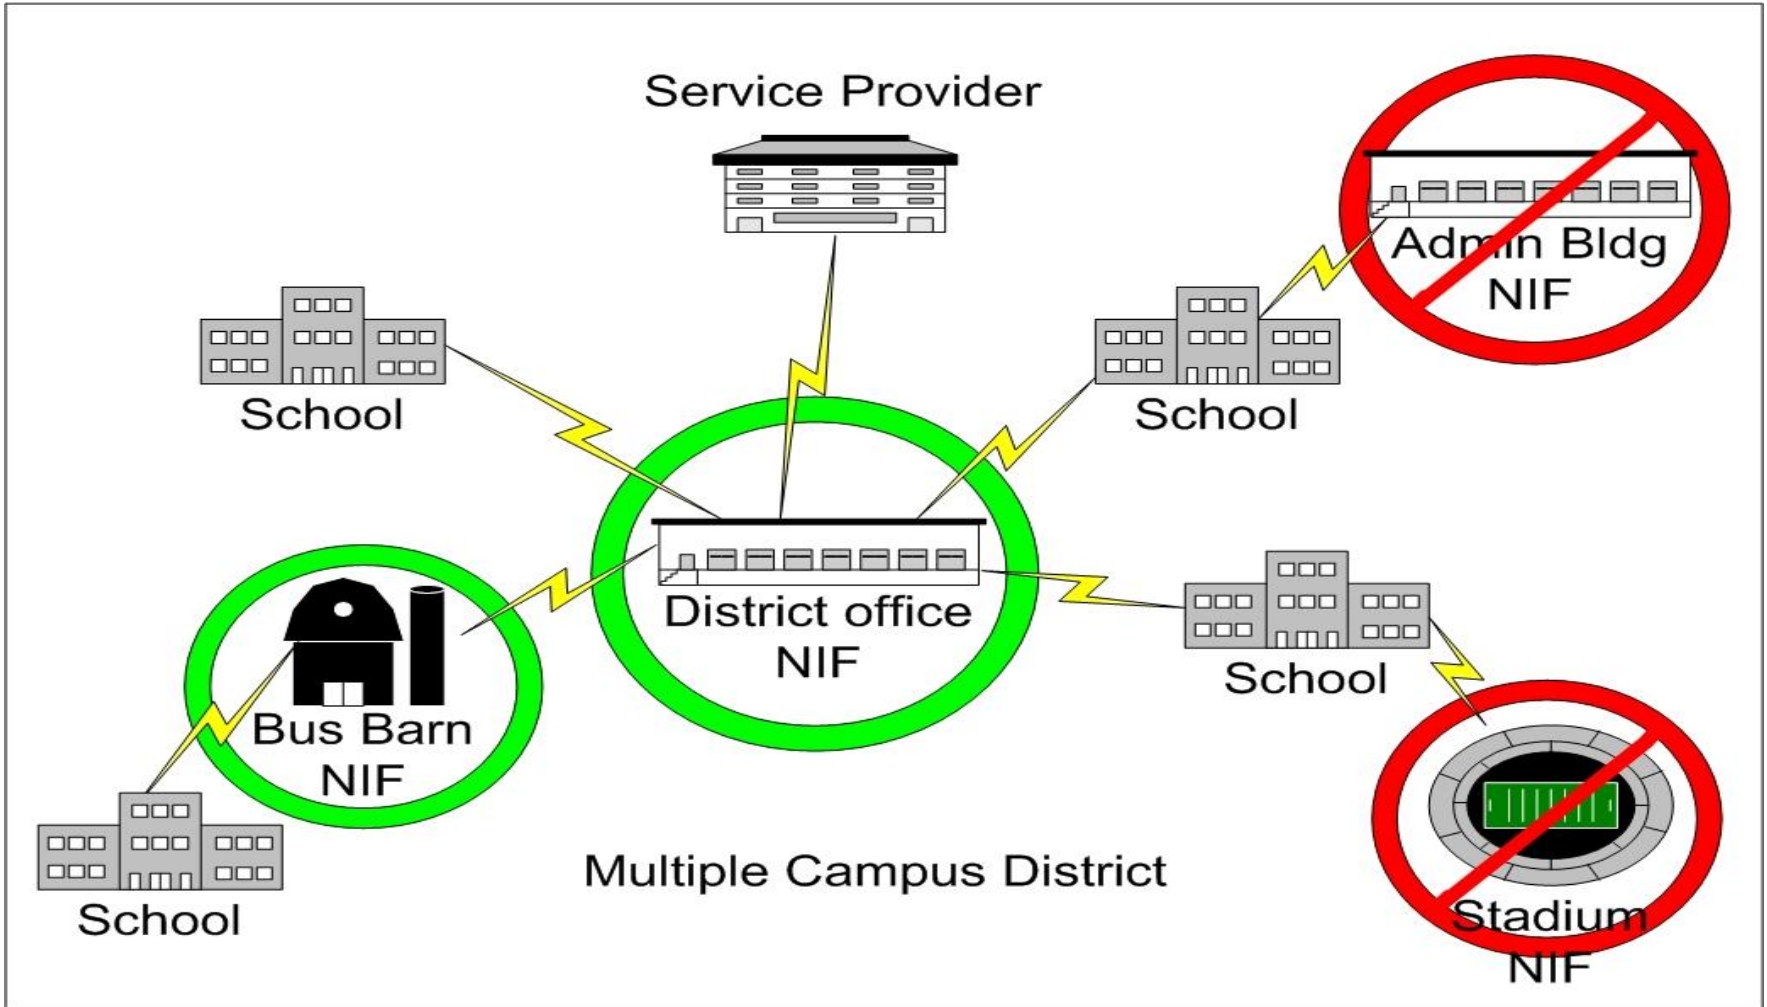 Service Provider
Admin Bldg
NIF
School
School
District office
NIF
School
Bus Barn
NIF
School
Multiple Campus District
Stadium
NIF